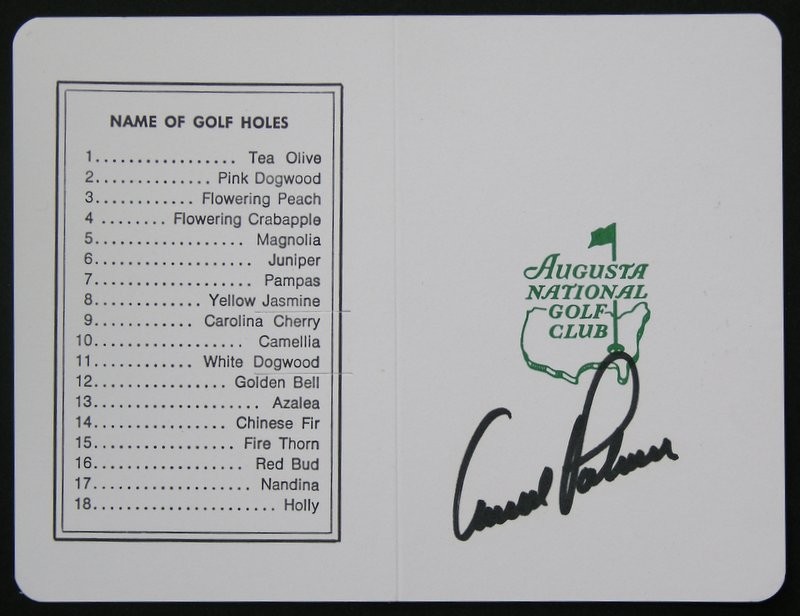 NAME OF GOLF HOLES
1................. Tea Olive
2.............. Pink Dogwood
3............ Flowering Peach
4 ........ Flowering Crabapple
5.................. Magnolia
6................... Juniper
7................... Pampas
8............ Yellow Jasmine
9............ Carolina Cherry
10.................. Camellia
11............ White Dogwood
12................ Golden Bell
13.................... Azalea
14................ Chinese Fir
15................. Fire Thorn
16.................. Red Bud
17.................. Nandina
18...................... Holly
AUGUSTA
NATIONAL
GOLF
CLUB
Arnold Palmer